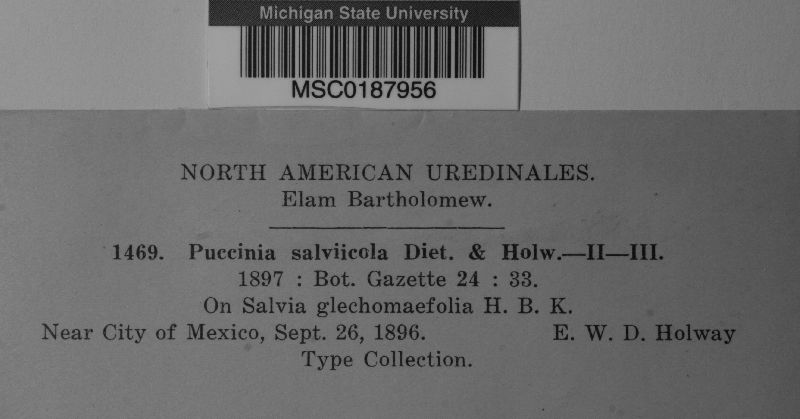 Michigan State University
MSC0187956
NORTH AMERICAN UREDINALES.
Elam Bartholomew.
1469. Puccinia salviicola Diet. & Holw.—II—III.
1897 : Bot. Gazette 24 : 33.
On Salvia glechomaefolia H. B. K.
Near City of Mexico, Sept. 26, 1896. E. W. D. Holway
Type Collection.